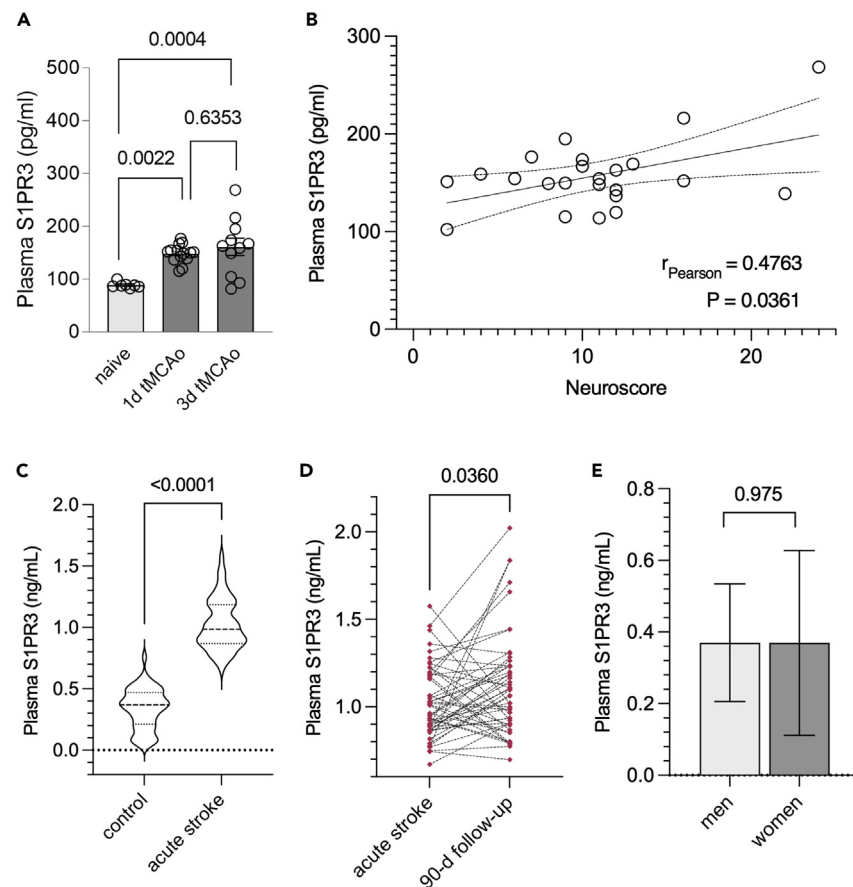 A
0.0004
500
400
300
200
100
0
Plasma S1PR3 (pg/ml)
0.6353
0.0022
naive
1d tMCAo
3d tMCAo
B
300
200
100
0
Plasma S1PR3 (pg/ml)
rPearson = 0.4763
P = 0.0361
0 10 20
Neuroscore
C
<0.0001
2.0
1.5
1.0
0.5
0.0
Plasma S1PR3 (ng/mL)
control
acute stroke
D
0.0360
2.0
1.5
1.0
Plasma S1PR3 (ng/mL)
acute stroke
90-d follow-up
E
0.8
0.6
0.4
0.2
0.0
Plasma S1PR3 (ng/mL)
0.975
men
women